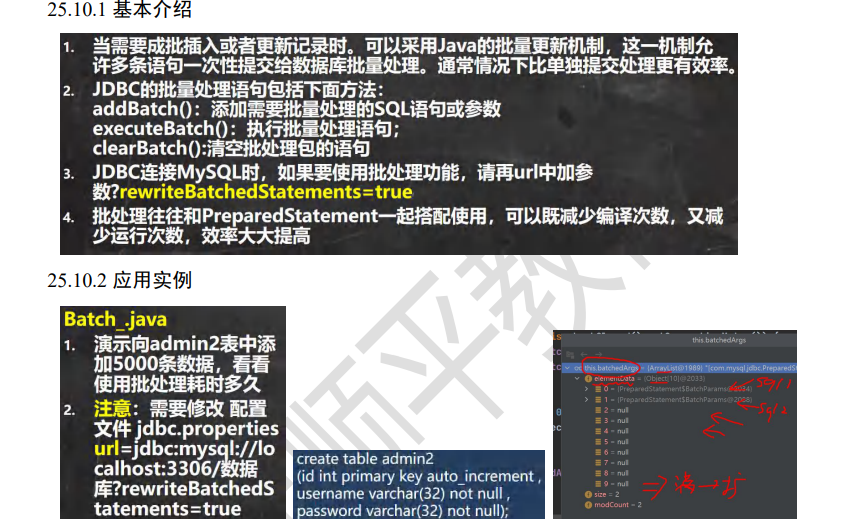 25.10.1 基本介绍
1. 当需要成批插入或者更新记录时。可以采用Java的批量更新机制，这一机制允
许多条语句一次性提交给数据库批量处理。通常情况下比单独提交处理更有效率。
2. JDBC的批量处理语句包括下面方法：
addBatch()：添加需要批量处理的SQL语句或参数
executeBatch()：执行批量处理语句；
clearBatch():清空批处理包的语句
3. JDBC连接MySQL时，如果要使用批处理功能，请再url中加参
数?rewriteBatchedStatements=true
4. 批处理往往和PreparedStatement一起搭配使用，可以既减少编译次数，又减
少运行次数，效率大大提高
25.10.2 应用实例
Batch_.java
1. 演示向admin2表中添
加5000条数据，看看
使用批处理耗时多久
2. 注意：需要修改 配置
文件 jdbc.properties
url=jdbc:mysql://lo
calhost:3306/数据
库?rewriteBatchedS
tatements=true
create table admin2
(id int primary key auto_increment ,
username varchar(32) not null ,
password varchar(32) not null);
this.batchedArgs
oo this.batchedArgs = {ArrayList@1989} "[com.mysql.jdbc.PreparedS
elementData = {Object[10]@2033}
0 = {PreparedStatement$BatchParams@2034}
sql1
1 = {PreparedStatement$BatchParams@2038}
sql2
2 = null
3 = null
4 = null
5 = null
6 = null
7 = null
8 = null
9 = null
size = 2
modCount = 2
满一扩
顺平教